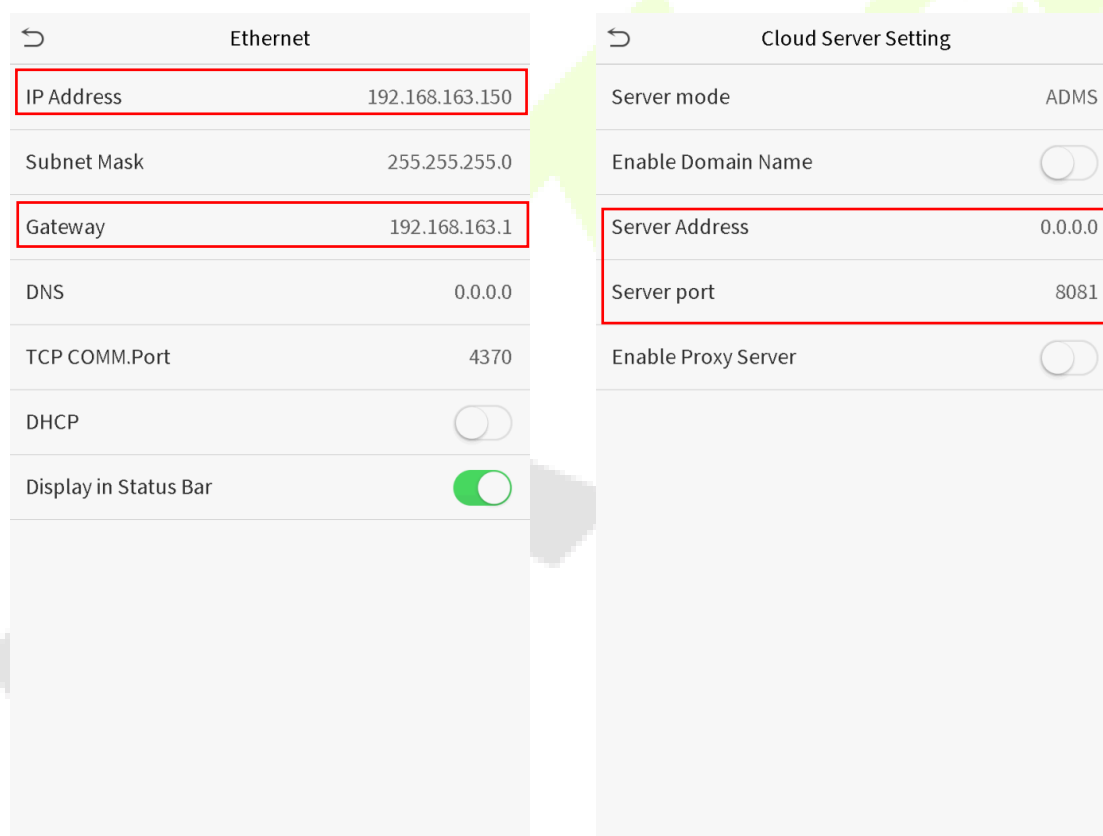 Ethernet
IP Address 192.168.163.150
Subnet Mask 255.255.255.0
Gateway 192.168.163.1
DNS 0.0.0.0
TCP COMM.Port 4370
DHCP
Display in Status Bar
Cloud Server Setting
Server mode ADMS
Enable Domain Name
Server Address 0.0.0.0
Server port 8081
Enable Proxy Server